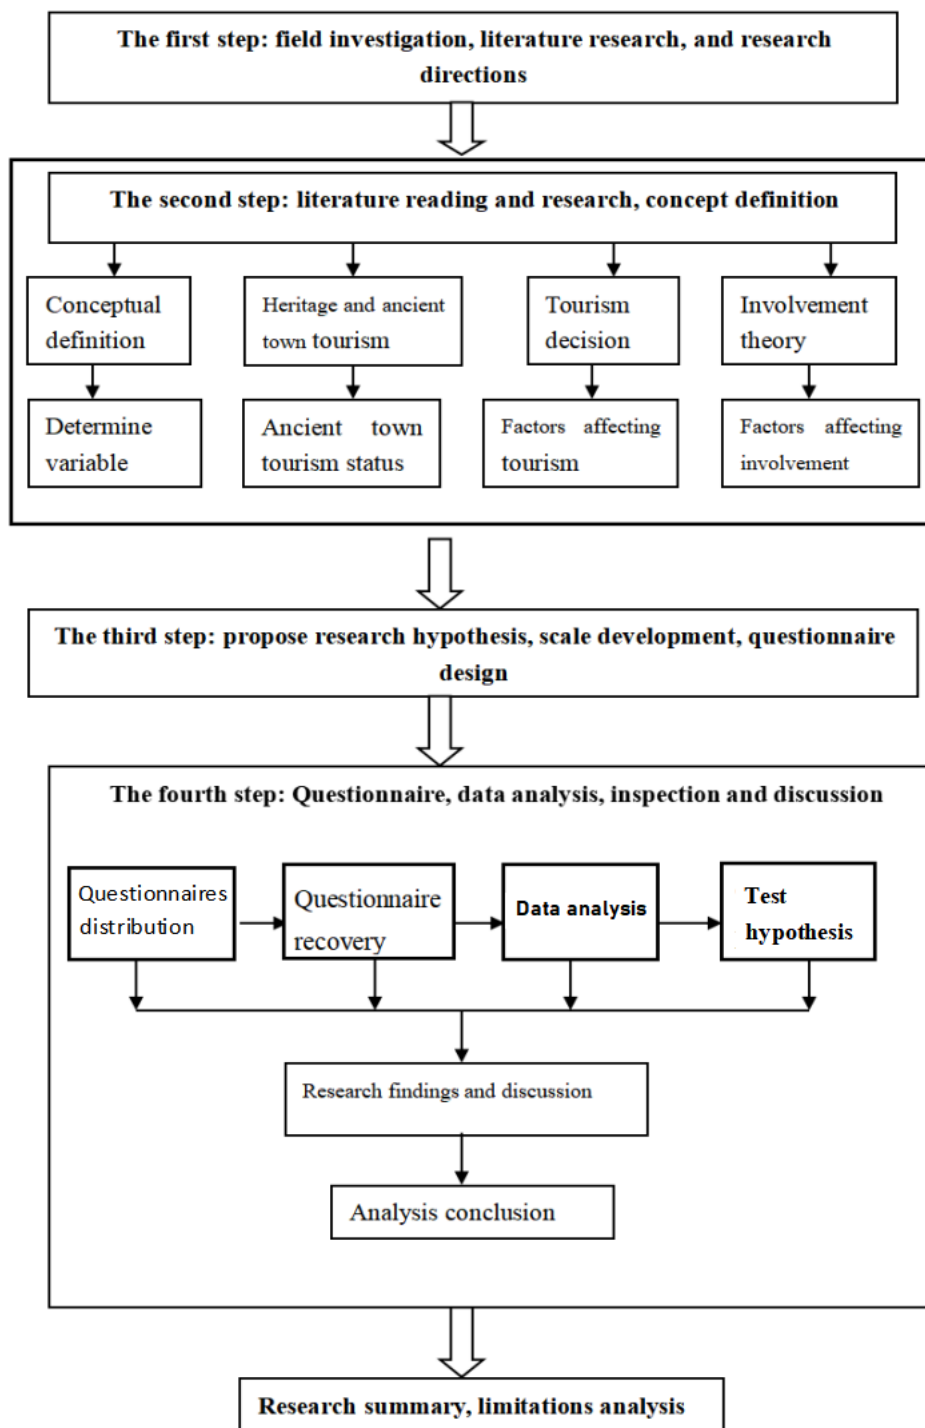 The first step: field investigation, literature research, and research
directions
The second step: literature reading and research, concept definition
Conceptual
definition
Heritage and ancient
town tourism
Tourism
decision
Involvement
theory
Determine
variable
Ancient town
tourism status
Factors affecting
tourism
Factors affecting
involvement
The third step: propose research hypothesis, scale development, questionnaire
design
The fourth step: Questionnaire, data analysis, inspection and discussion
Questionnaires
distribution
Questionnaire
recovery
Data analysis
Test
hypothesis
Research findings and discussion
Analysis conclusion
Research summary, limitations analysis